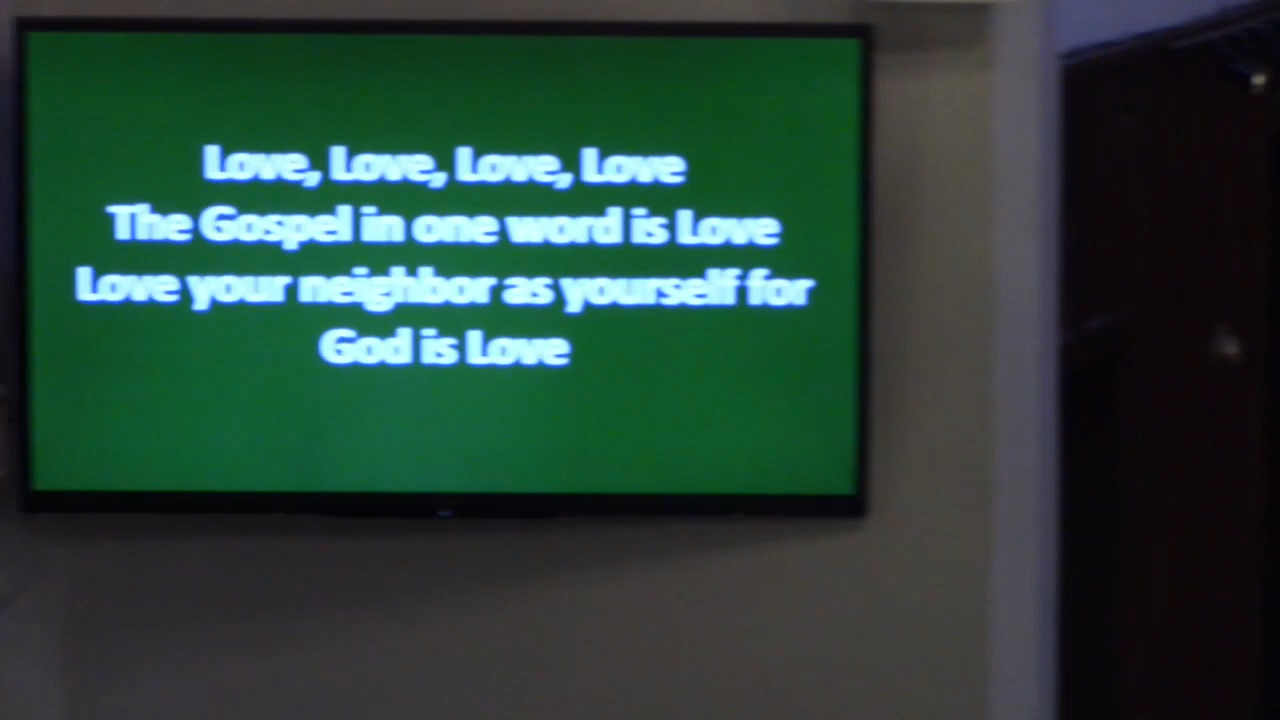 Love, Love, Love, Love
The Gospel in one word is Love
Love your neighbor as yourself for
God is Love